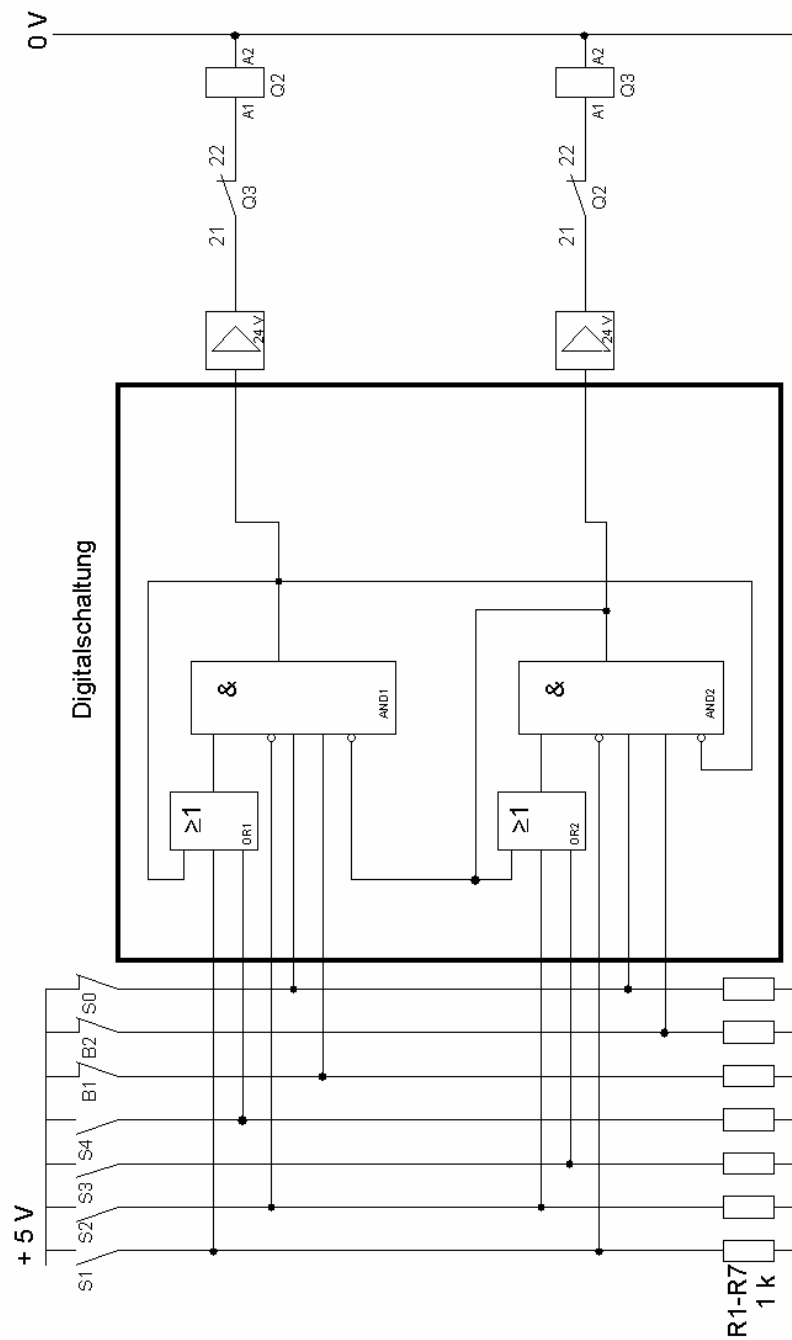 0 V
A2
Q2
A1
22
Q3
21
24 V
A2
Q3
A1
22
Q2
21
24 V
Digitalschaltung
&
AND1
≥1
OR1
&
AND2
≥1
OR2
S0
B2
B1
S4
S3
S2
S1
+ 5 V
R1-R7
1 k